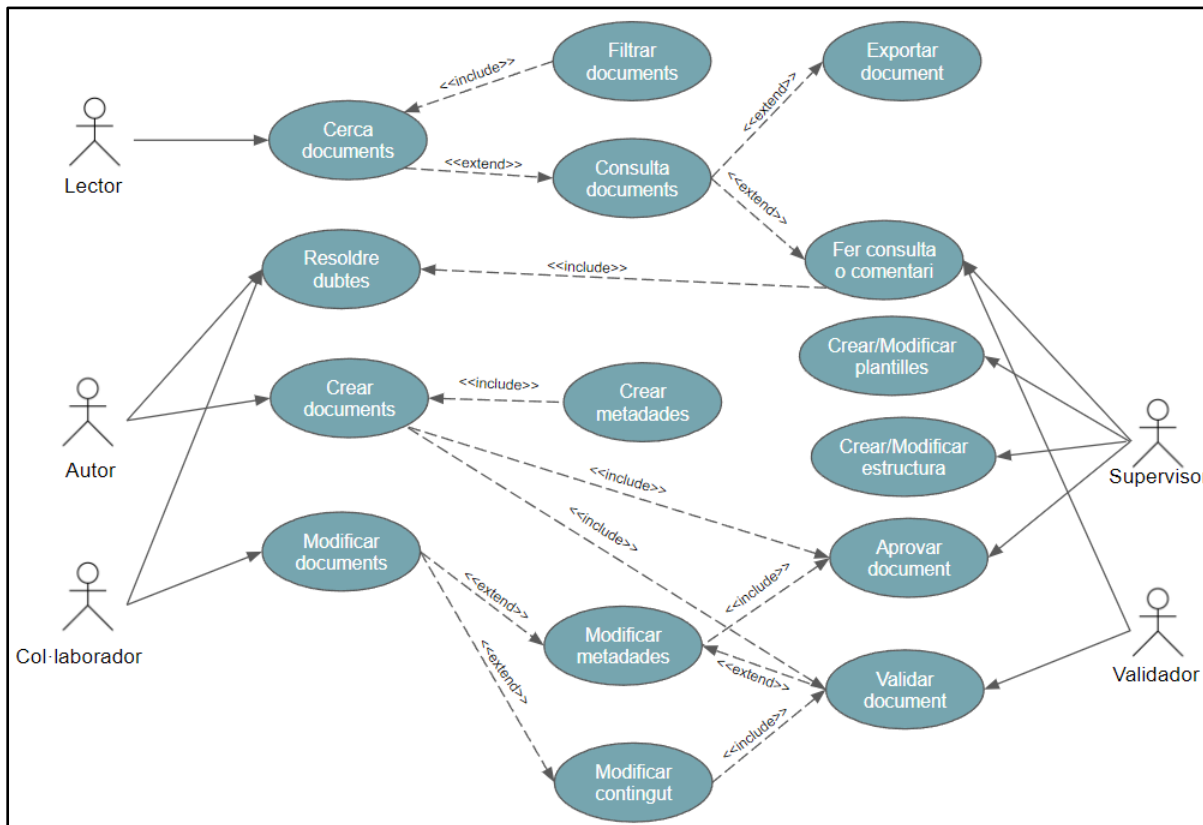 Filtrar
documents
Exportar
document
<<include>>
<<extend>>
Cerca
documents
<<extend>>
Consulta
documents
Lector
<<extend>>
Resoldre
dubtes
<<include>>
Fer consulta
o comentari
Crear/Modificar
plantilles
Crear
documents
<<include>>
Crear
metadades
Autor
Crear/Modificar
estructura
Supervisor
<<include>>
<<include>>
Modificar
documents
Aprovar
document
<<extend>>
<<include>>
Col·laborador
Modificar
metadades
<<extend>>
<<extend>>
Validar
document
Validador
<<include>>
Modificar
contingut